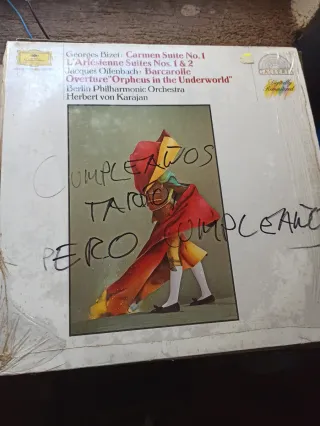 Georges Bizet: Carmen Suite No. 1
L'Arlésienne Suites Nos. 1 & 2
Jacques Offenbach: Barcarolle
Overture "Orpheus in the Underworld"
Berlin Philharmonic Orchestra
Herbert von Karajan
CUMPLEAÑOS
PERO CUMPLEAÑOS